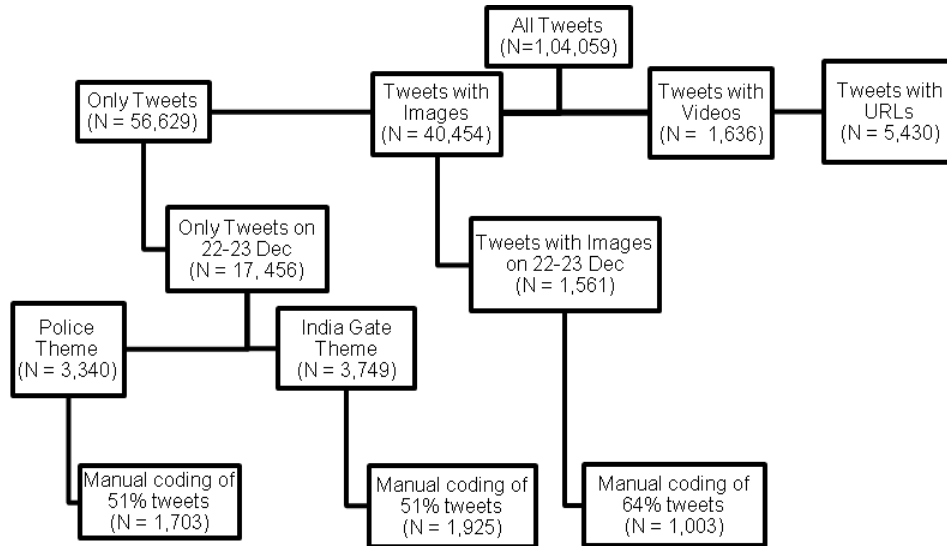 All Tweets
(N=1,04,059)
Only Tweets
(N = 56,629)
Tweets with
Images
(N = 40,454)
Tweets with
Videos
(N =  1,636)
Tweets with
URLs
(N = 5,430)
Only Tweets on
22-23 Dec
(N = 17, 456)
Tweets with Images
on 22-23 Dec
(N = 1,561)
Police
Theme
(N = 3,340)
India Gate
Theme
(N = 3,749)
Manual coding of
51% tweets
(N = 1,703)
Manual coding of
51% tweets
(N = 1,925)
Manual coding of
64% tweets
(N = 1,003)